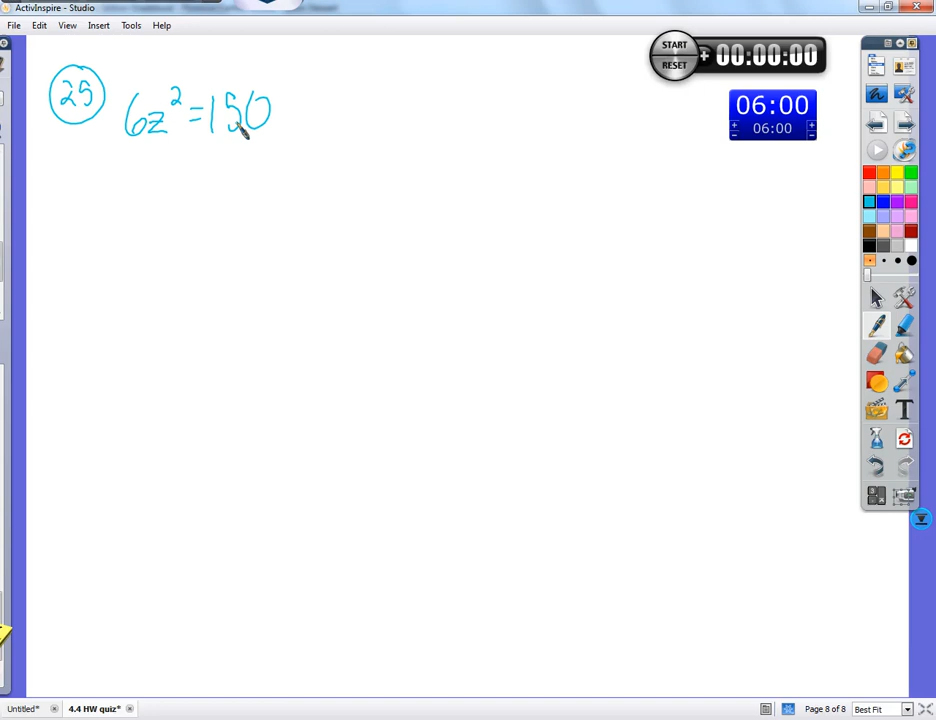 ActivInspire - Studio
File Edit View Insert Tools Help
START
RESET
00:00:00
06:00
06:00
25 6z² = 150
Untitled* 4.4 HW quiz* Page 8 of 8 Best Fit